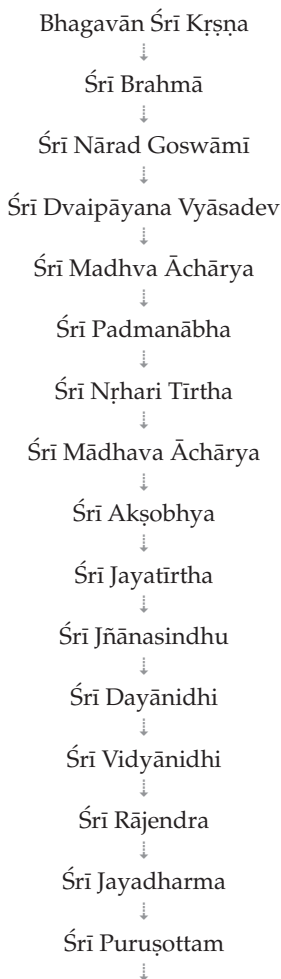 Bhagavān Śrī Kṛṣṇa
Śrī Brahmā
Śrī Nārad Goswāmī
Śrī Dvaipāyana Vyāsadev
Śrī Madhva Āchārya
Śrī Padmanābha
Śrī Nṛhari Tīrtha
Śrī Mādhava Āchārya
Śrī Akṣobhya
Śrī Jayatīrtha
Śrī Jñānasindhu
Śrī Dayānidhi
Śrī Vidyānidhi
Śrī Rājendra
Śrī Jayadharma
Śrī Puruṣottam